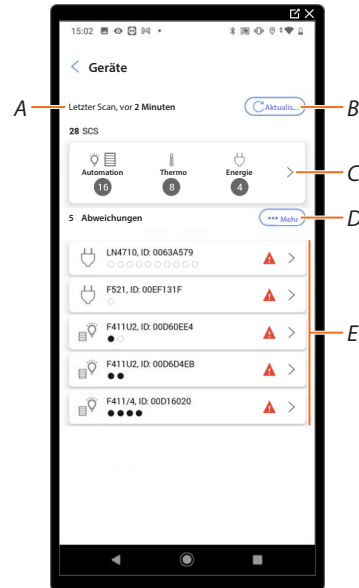 15:02
Geräte
A
Letzter Scan, vor 2 Minuten
Aktualis...
B
28 SCS
Automation
Thermo
Energie
C
16
8
4
5 Abweichungen
Mehr
D
LN4710, ID: 0063A579
F521, ID: 00EF131F
F411U2, ID: 00D60EE4
E
F411U2, ID: 00D6D4EB
F411/4, ID: 00D16020